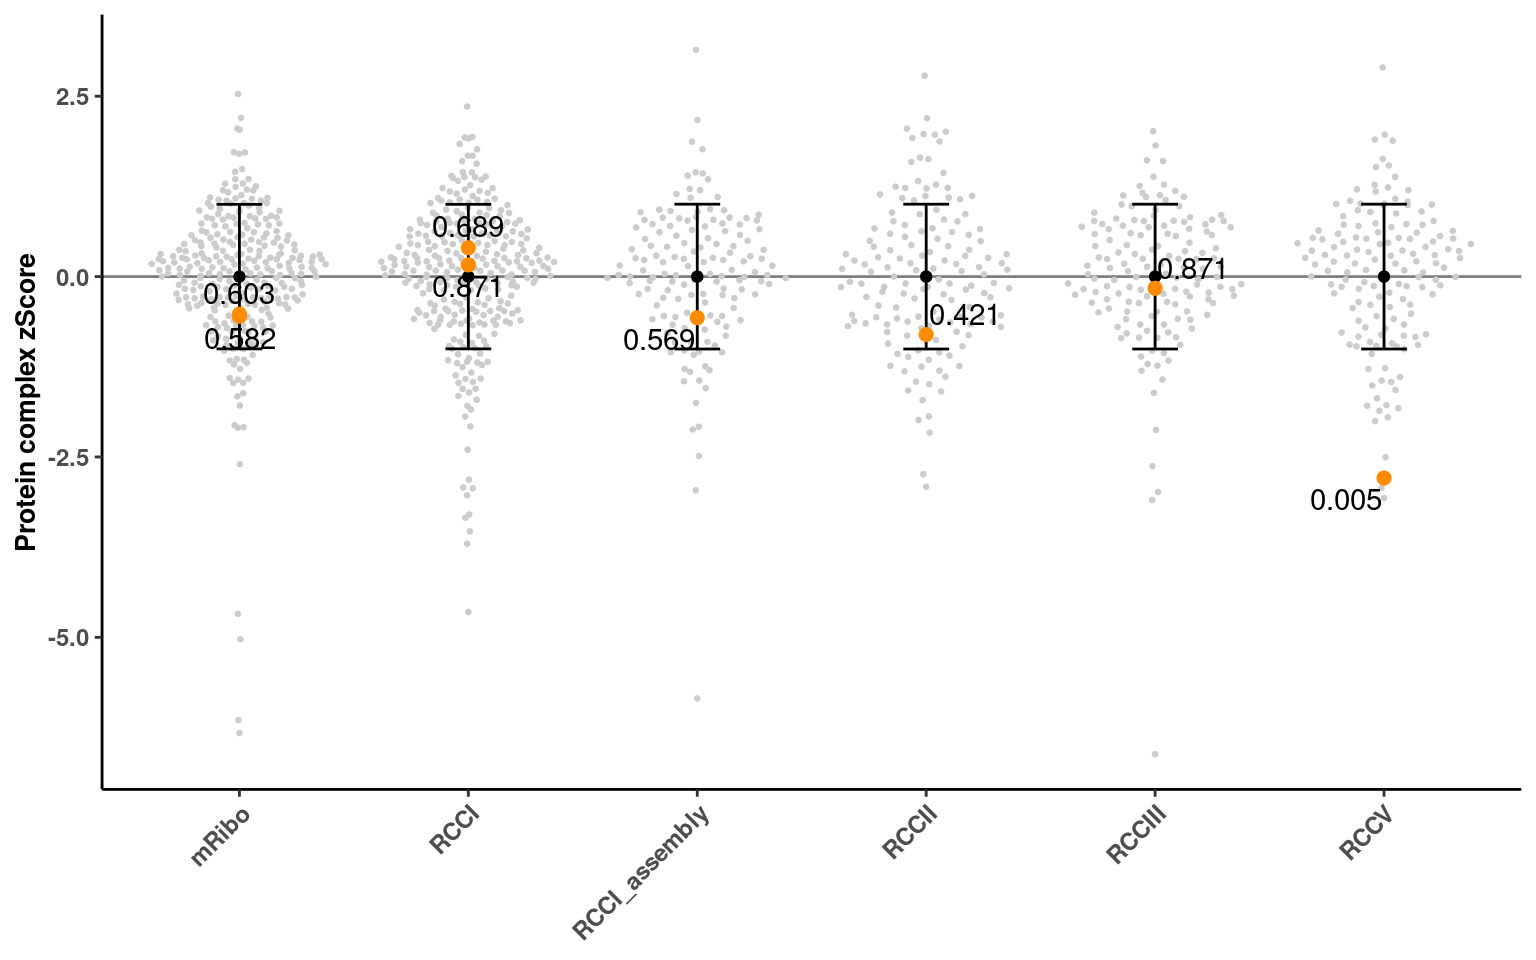 Protein complex zScore
2.5
0.0
-2.5
-5.0
0.689
0.871
0.603
0.582
0.569
0.421
0.871
0.005
mRibo
RCCI
RCCI_assembly
RCCII
RCCIII
RCCV